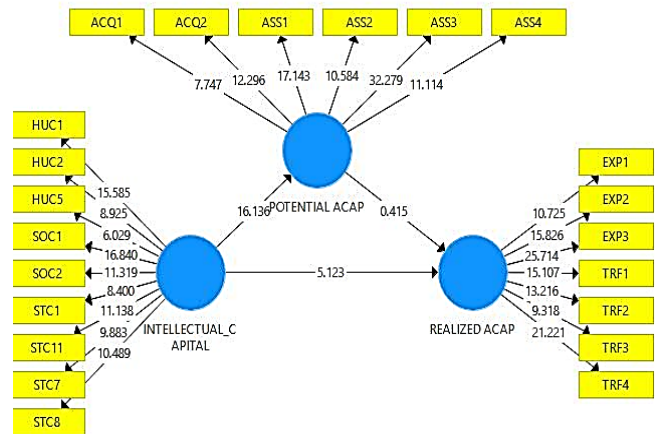 ACQ1 ACQ2 ASS1 ASS2 ASS3 ASS4
7.747 12.296 17.143 10.584 32.279 11.114
HUC1
HUC2
HUC5
SOC1
SOC2
STC1
STC11
STC7
STC8
15.585
8.925
6.029
16.840
11.319
8.400
11.138
9.883
10.489
INTELLECTUAL_C
APITAL
16.136
POTENTIAL ACAP
0.415
5.123
REALIZED ACAP
10.725
15.826
25.714
15.107
13.216
9.318
21.221
EXP1
EXP2
EXP3
TRF1
TRF2
TRF3
TRF4